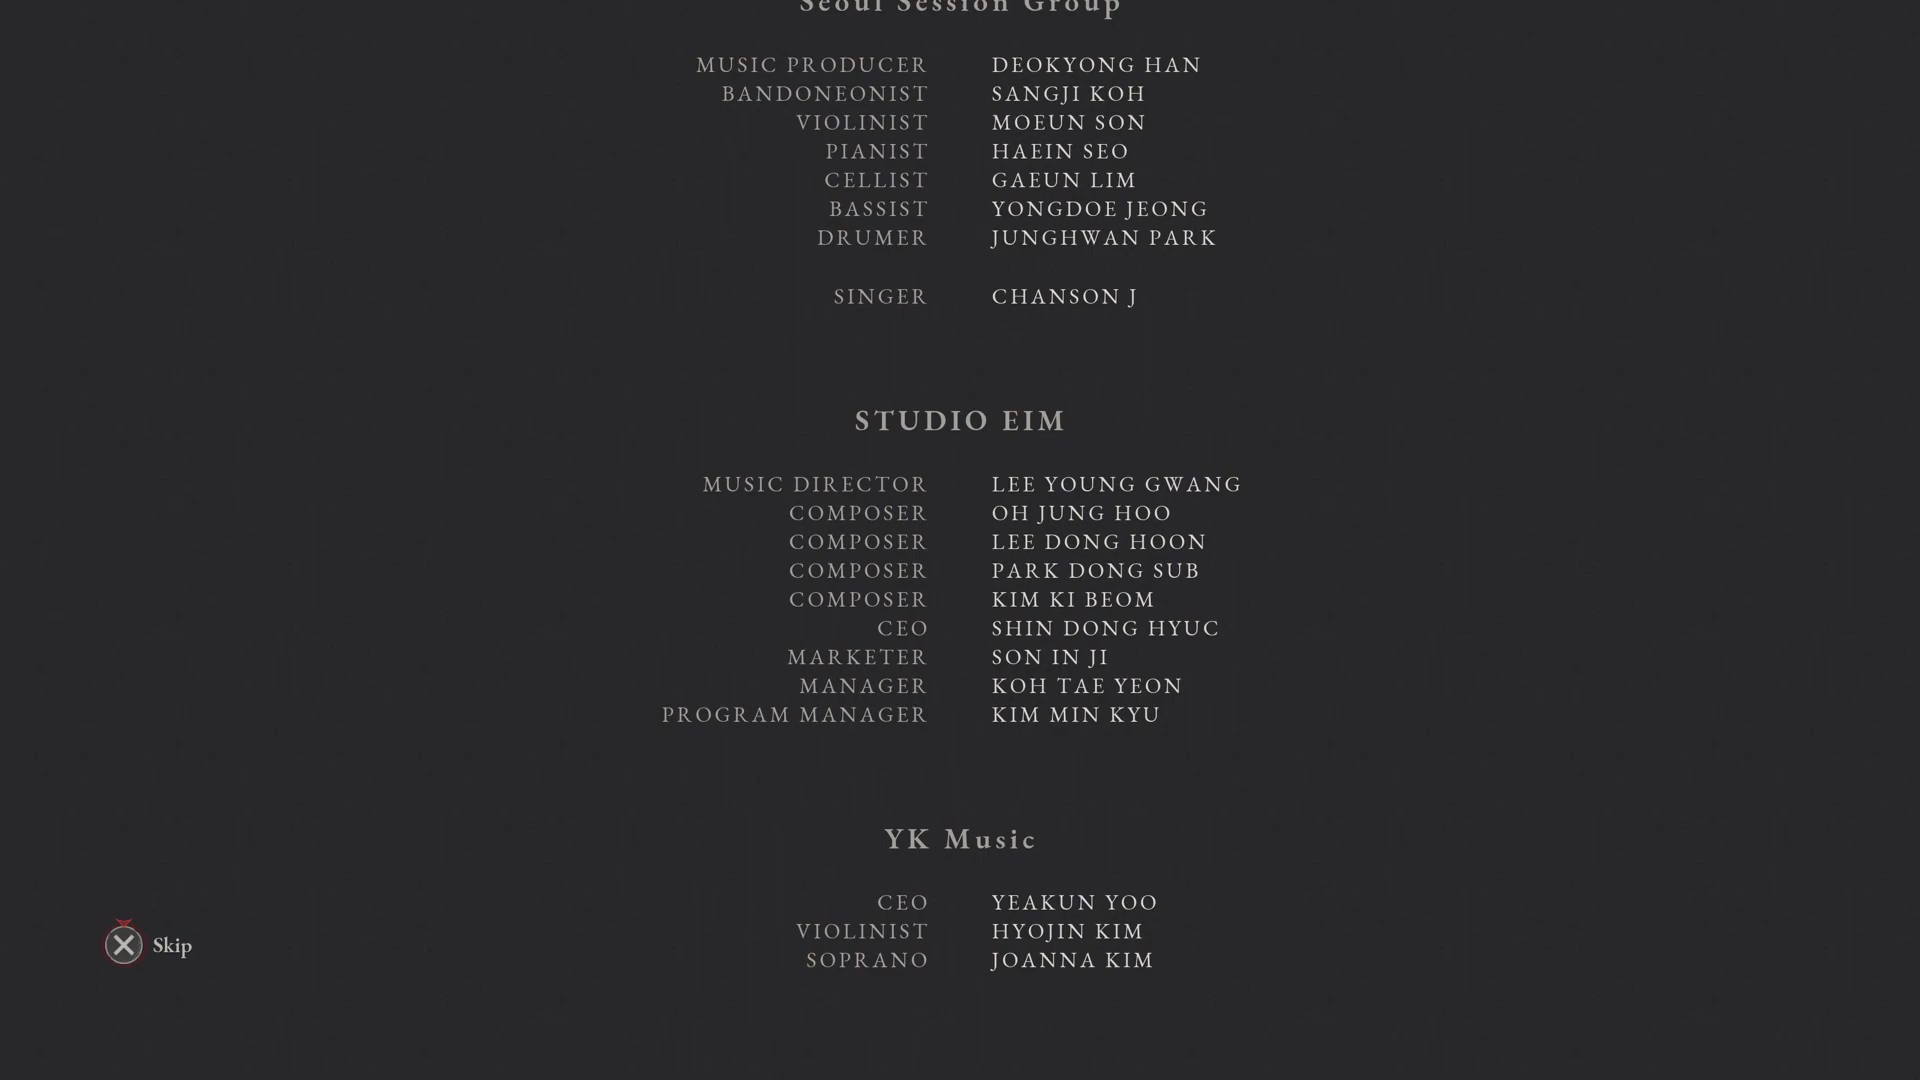 Seoul Session Group
MUSIC PRODUCER DEOKYONG HAN
BANDONEONIST SANGJI KOH
VIOLINIST MOEUN SON
PIANIST HAEIN SEO
CELLIST GAEUN LIM
BASSIST YONGDOE JEONG
DRUMER JUNGHWAN PARK
SINGER CHANSON J
STUDIO EIM
MUSIC DIRECTOR LEE YOUNG GWANG
COMPOSER OH JUNG HOO
COMPOSER LEE DONG HOON
COMPOSER PARK DONG SUB
COMPOSER KIM KI BEOM
CEO SHIN DONG HYUC
MARKETER SON IN JI
MANAGER KOH TAE YEON
PROGRAM MANAGER KIM MIN KYU
YK Music
CEO YEAKUN YOO
VIOLINIST HYOJIN KIM
SOPRANO JOANNA KIM
Skip